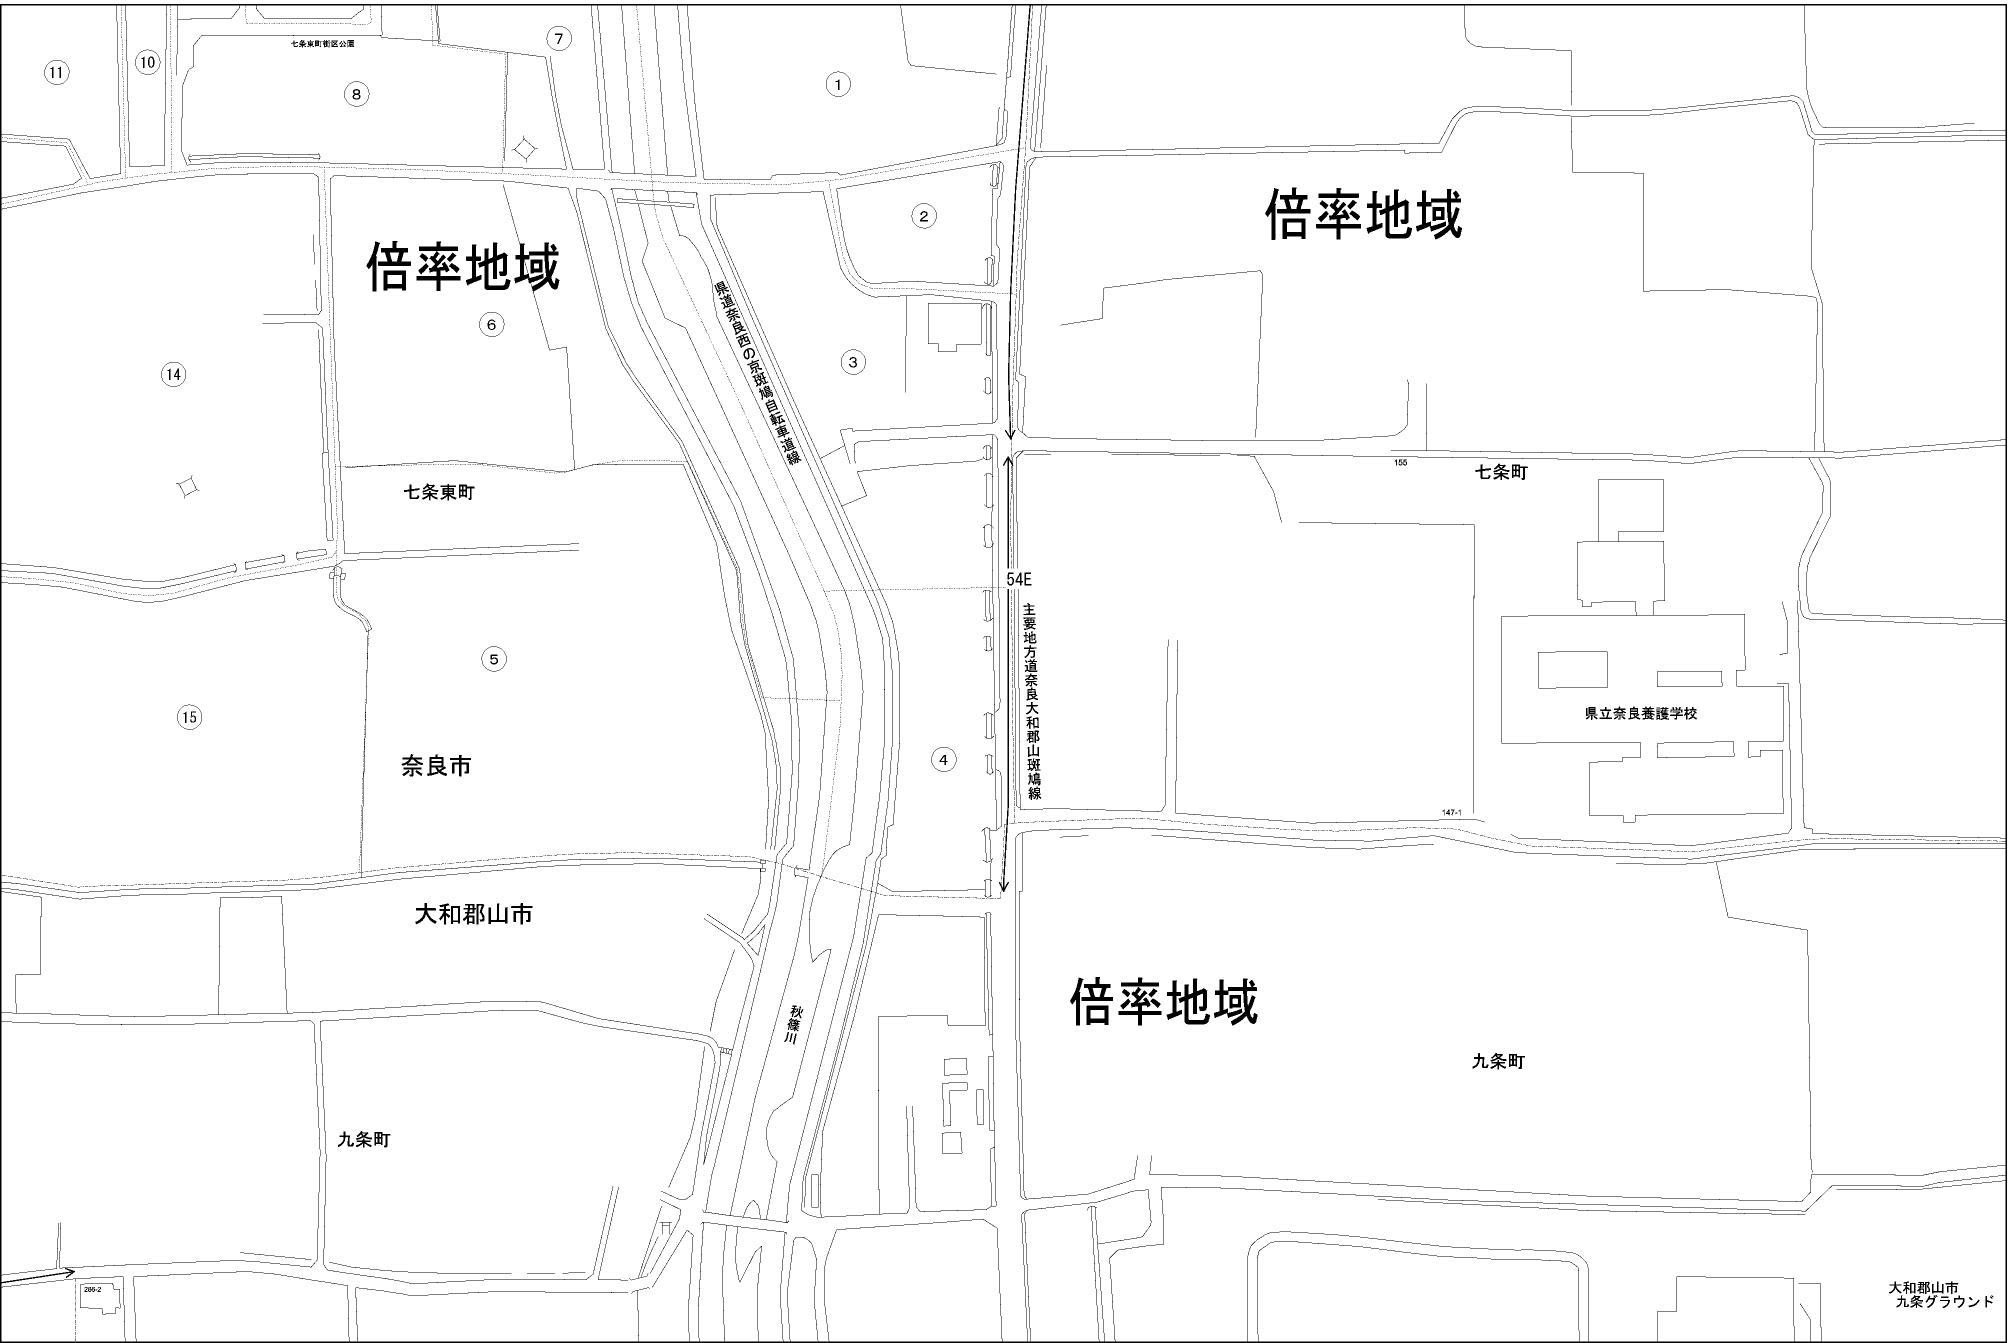 七条東町街区公園
⑦
⑪
⑩
⑧
①
②
倍率地域
倍率地域
⑥
県道奈良西の京斑鳩自転車道線
③
⑭
155
七条町
七条東町
54E
主要地方道奈良大和郡山斑鳩線
⑤
⑮
県立奈良養護学校
④
奈良市
147-1
大和郡山市
倍率地域
秋篠川
九条町
九条町
286-2
大和郡山市
九条グラウンド